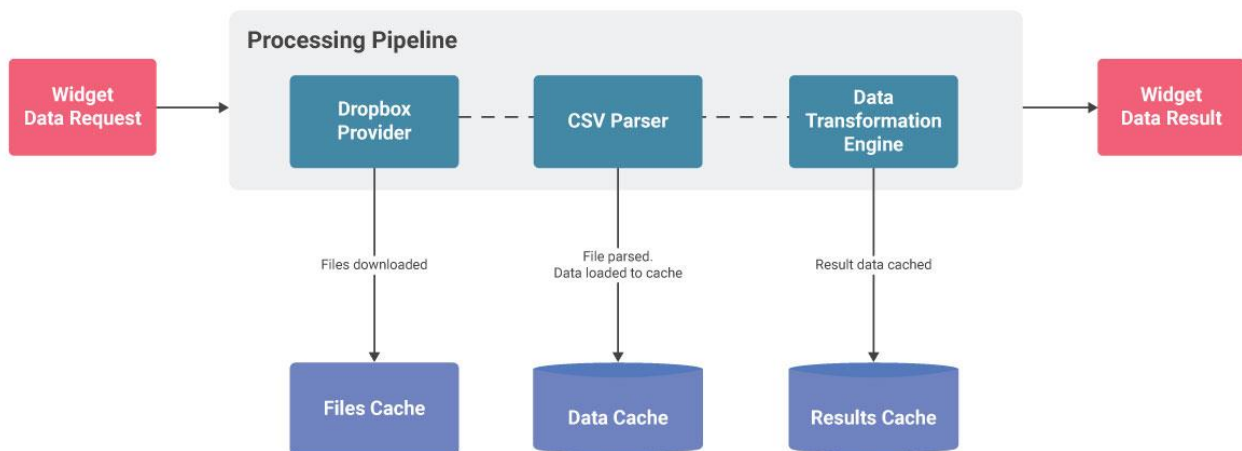 Processing Pipeline
Widget
Data Request
Dropbox
Provider
CSV Parser
Data
Transformation
Engine
Widget
Data Result
Files downloaded
File parsed.
Data loaded to cache
Result data cached
Files Cache
Data Cache
Results Cache